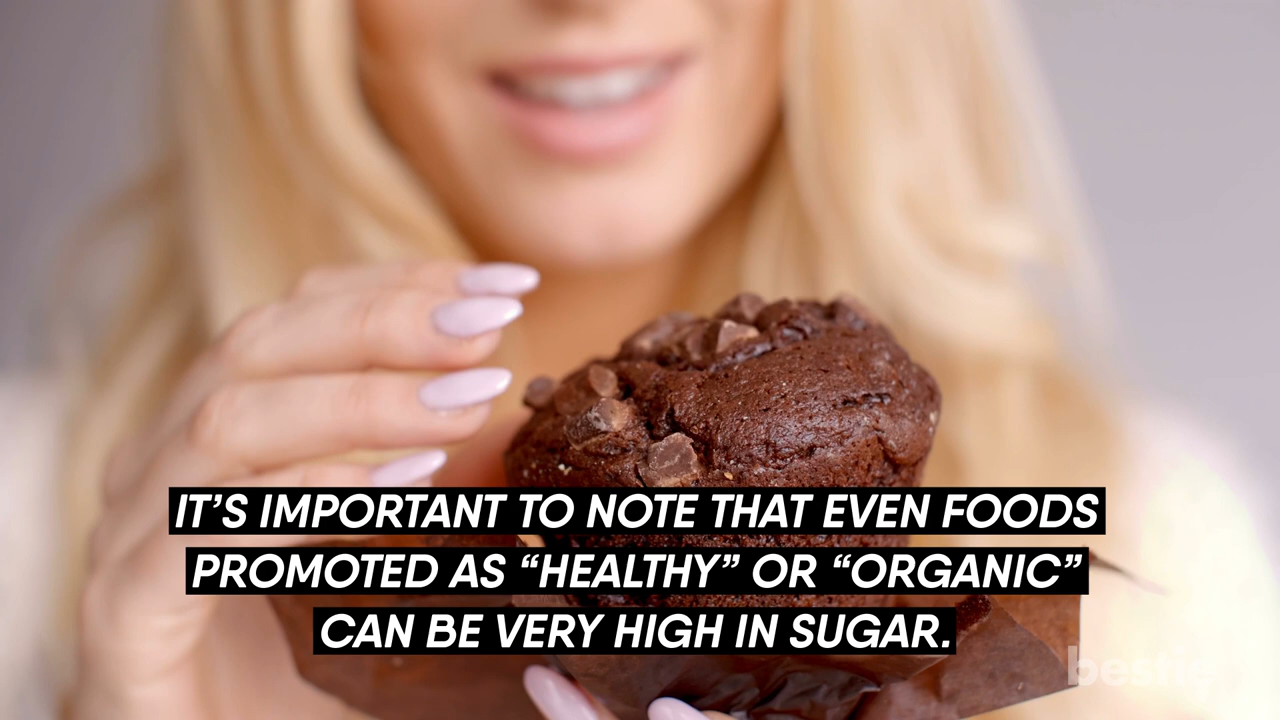 IT’S IMPORTANT TO NOTE THAT EVEN FOODS
PROMOTED AS “HEALTHY” OR “ORGANIC”
CAN BE VERY HIGH IN SUGAR.